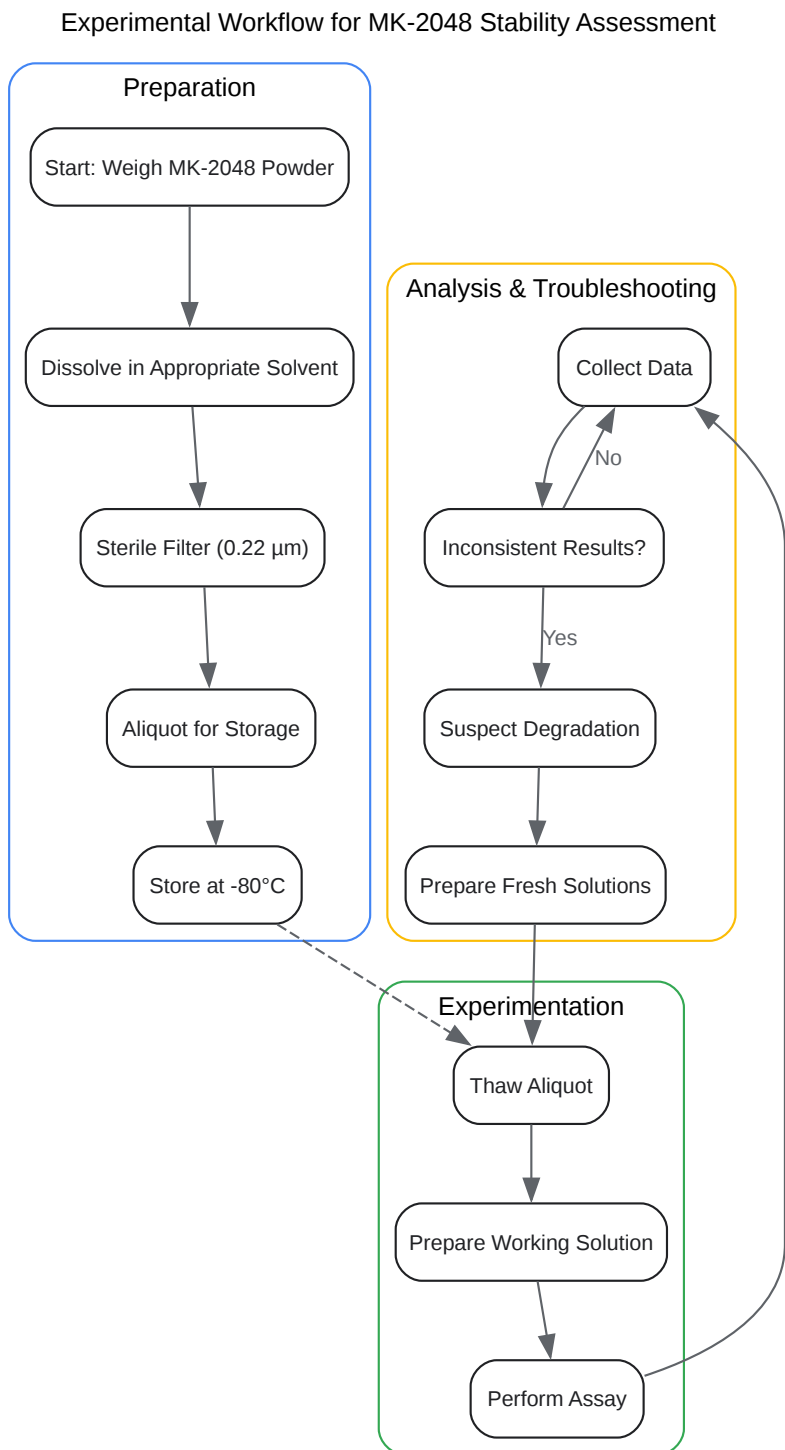 Experimental Workflow for MK-2048 Stability Assessment
Preparation
Start: Weigh MK-2048 Powder
Dissolve in Appropriate Solvent
Sterile Filter (0.22 µm)
Aliquot for Storage
Store at -80°C
Analysis & Troubleshooting
Collect Data
No
Inconsistent Results?
Yes
Suspect Degradation
Prepare Fresh Solutions
Experimentation
Thaw Aliquot
Prepare Working Solution
Perform Assay